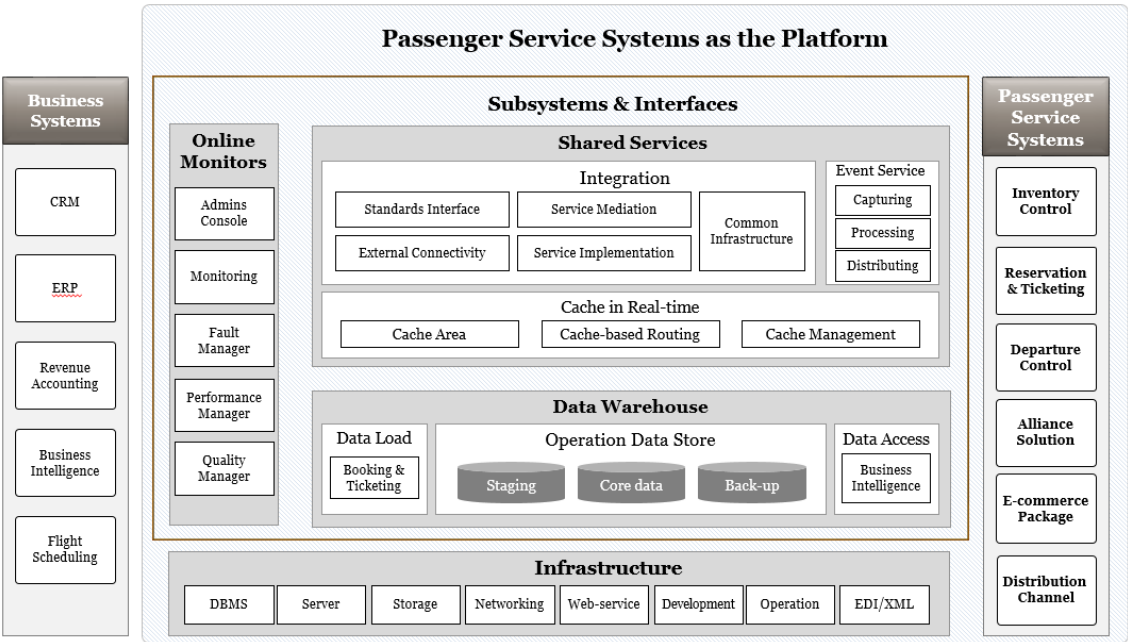 Passenger Service Systems as the Platform
Business
Systems
CRM
ERP
Revenue
Accounting
Business
Intelligence
Flight
Scheduling
Subsystems & Interfaces
Online
Monitors
Admins
Console
Monitoring
Fault
Manager
Performance
Manager
Quality
Manager
Shared Services
Integration
Standards Interface
Service Mediation
External Connectivity
Service Implementation
Common
Infrastructure
Event Service
Capturing
Processing
Distributing
Cache in Real-time
Cache Area
Cache-based Routing
Cache Management
Data Warehouse
Data Load
Booking &
Ticketing
Operation Data Store
Staging
Core data
Back-up
Data Access
Business
Intelligence
Infrastructure
DBMS
Server
Storage
Networking
Web-service
Development
Operation
EDI/XML
Passenger
Service
Systems
Inventory
Control
Reservation
& Ticketing
Departure
Control
Alliance
Solution
E-commerce
Package
Distribution
Channel